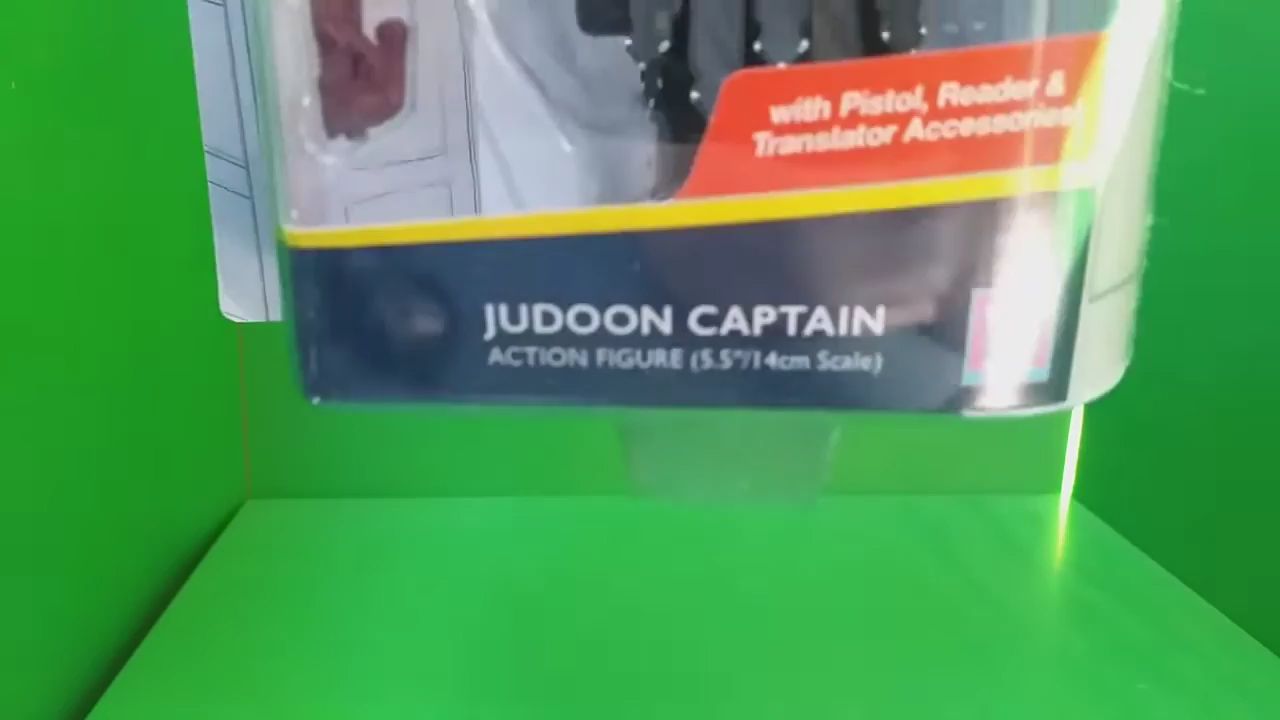 with Pistol, Reader &
Translator Accessories!
JUDOON CAPTAIN
ACTION FIGURE (5.5"/14cm Scale)